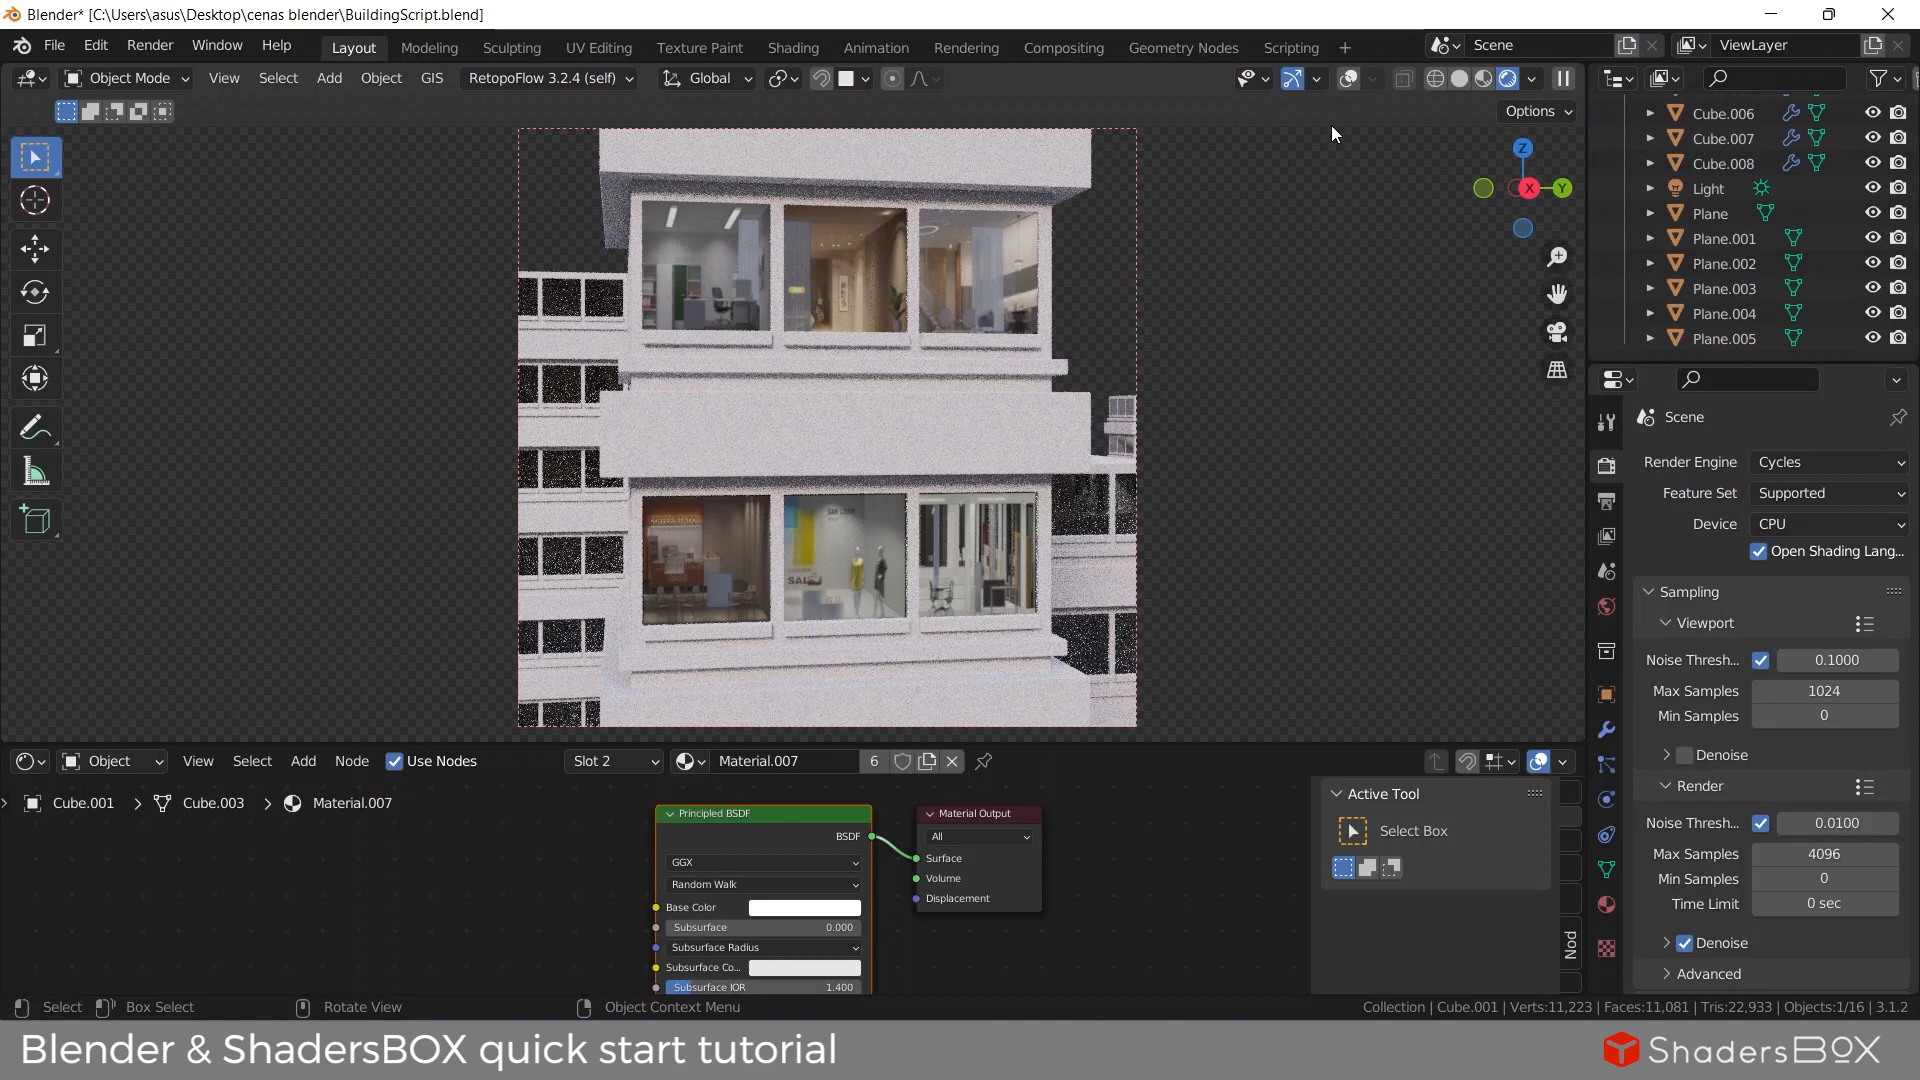 Blender* [C:\Users\asus\Desktop\cenas blender\BuildingScript.blend]
File Edit Render Window Help Layout Modeling Sculpting UV Editing Texture Paint Shading Animation Rendering Compositing Geometry Nodes Scripting + Scene ViewLayer
Object Mode View Select Add Object GIS RetopoFlow 3.2.4 (self) Global
Options
Z
X
Y
Cube.006
Cube.007
Cube.008
Light
Plane
Plane.001
Plane.002
Plane.003
Plane.004
Plane.005
Scene
Render Engine Cycles
Feature Set Supported
Device CPU
Open Shading Lang...
Sampling
Viewport
Noise Thresh... 0.1000
Max Samples 1024
Min Samples 0
Denoise
Render
Noise Thresh... 0.0100
Max Samples 4096
Min Samples 0
Time Limit 0 sec
Denoise
Advanced
Object View Select Add Node Use Nodes Slot 2 Material.007 6
Cube.001 > Cube.003 > Material.007
Principled BSDF
BSDF
GGX
Random Walk
Base Color
Subsurface 0.000
Subsurface Radius
Subsurface Co...
Subsurface IOR 1.400
Material Output
All
Surface
Volume
Displacement
Active Tool
Select Box
Nod
Select Box Select Rotate View Object Context Menu
Collection | Cube.001 | Verts:11,223 | Faces:11,081 | Tris:22,933 | Objects:1/16 | 3.1.2
Blender & ShadersBOX quick start tutorial
ShadersBOX